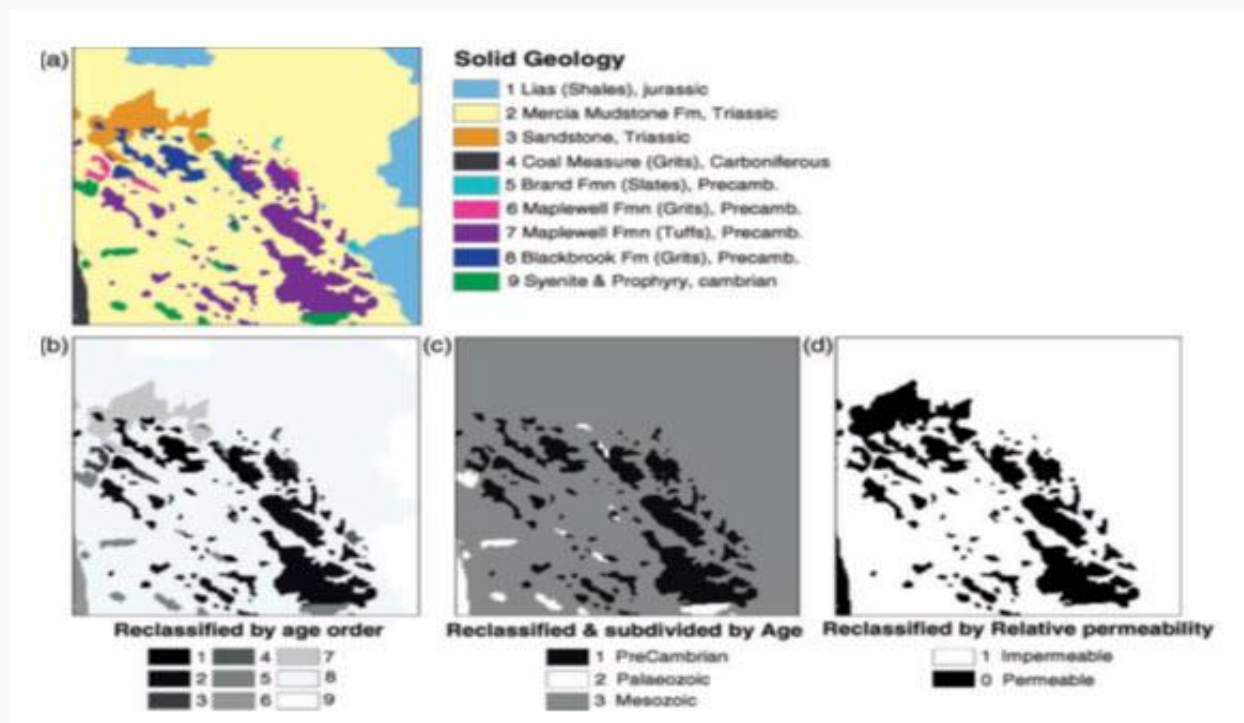 (a)
Solid Geology
1 Lias (Shales), jurassic
2 Mercia Mudstone Fm, Triassic
3 Sandstone, Triassic
4 Coal Measure (Grits), Carboniferous
5 Brand Fmn (Slates), Precamb.
6 Maplewell Fmn (Grits), Precamb.
7 Maplewell Fmn (Tuffs), Precamb.
8 Blackbrook Fm (Grits), Precamb.
9 Syenite & Prophyry, cambrian
(b)
Reclassified by age order
1 4 7
2 5 8
3 6 9
(c)
Reclassified & subdivided by Age
1 PreCambrian
2 Palaeozoic
3 Mesozoic
(d)
Reclassified by Relative permeability
1 Impermeable
0 Permeable